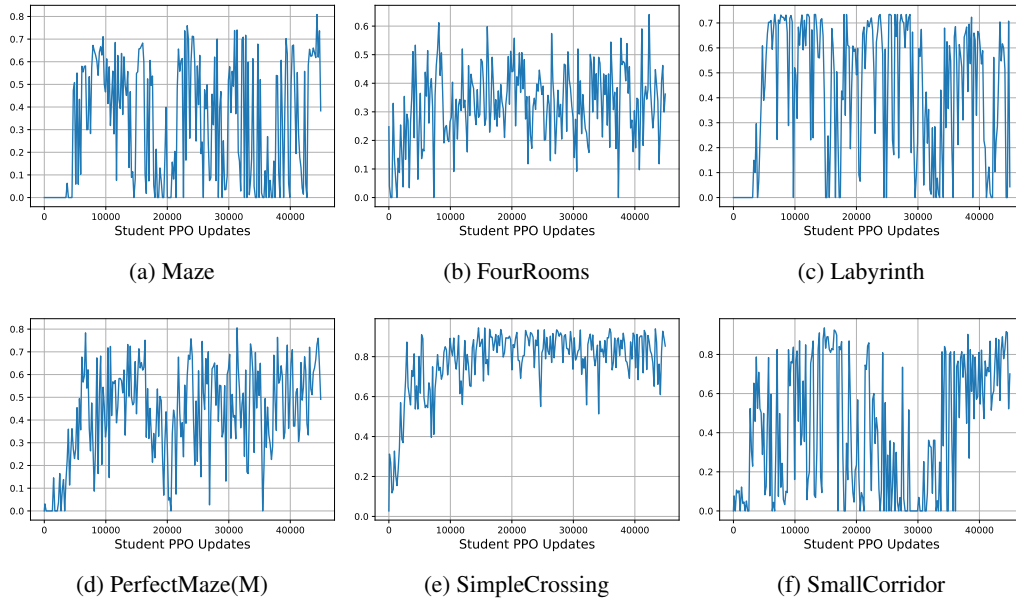 0.8
0.7
0.6
0.5
0.4
0.3
0.2
0.1
0.0
0 10000 20000 30000 40000
Student PPO Updates
(a) Maze
0.6
0.5
0.4
0.3
0.2
0.1
0.0
0 10000 20000 30000 40000
Student PPO Updates
(b) FourRooms
0.7
0.6
0.5
0.4
0.3
0.2
0.1
0.0
0 10000 20000 30000 40000
Student PPO Updates
(c) Labyrinth
0.8
0.7
0.6
0.5
0.4
0.3
0.2
0.1
0.0
0 10000 20000 30000 40000
Student PPO Updates
(d) PerfectMaze(M)
0.8
0.6
0.4
0.2
0.0
0 10000 20000 30000 40000
Student PPO Updates
(e) SimpleCrossing
0.8
0.6
0.4
0.2
0.0
0 10000 20000 30000 40000
Student PPO Updates
(f) SmallCorridor